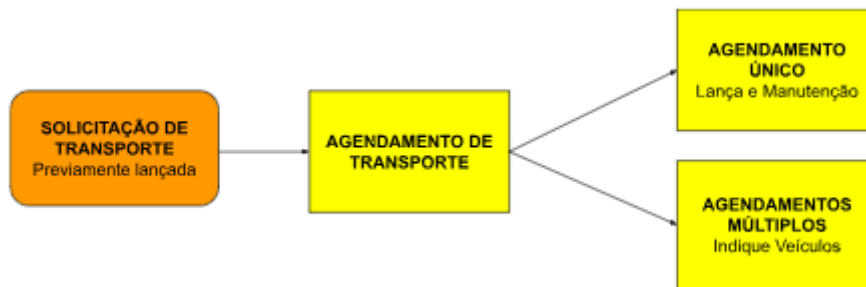 SOLICITAÇÃO DE
TRANSPORTE
Previamente lançada
AGENDAMENTO DE
TRANSPORTE
AGENDAMENTO
ÚNICO
Lança e Manutenção
AGENDAMENTOS
MÚLTIPLOS
Indique Veículos